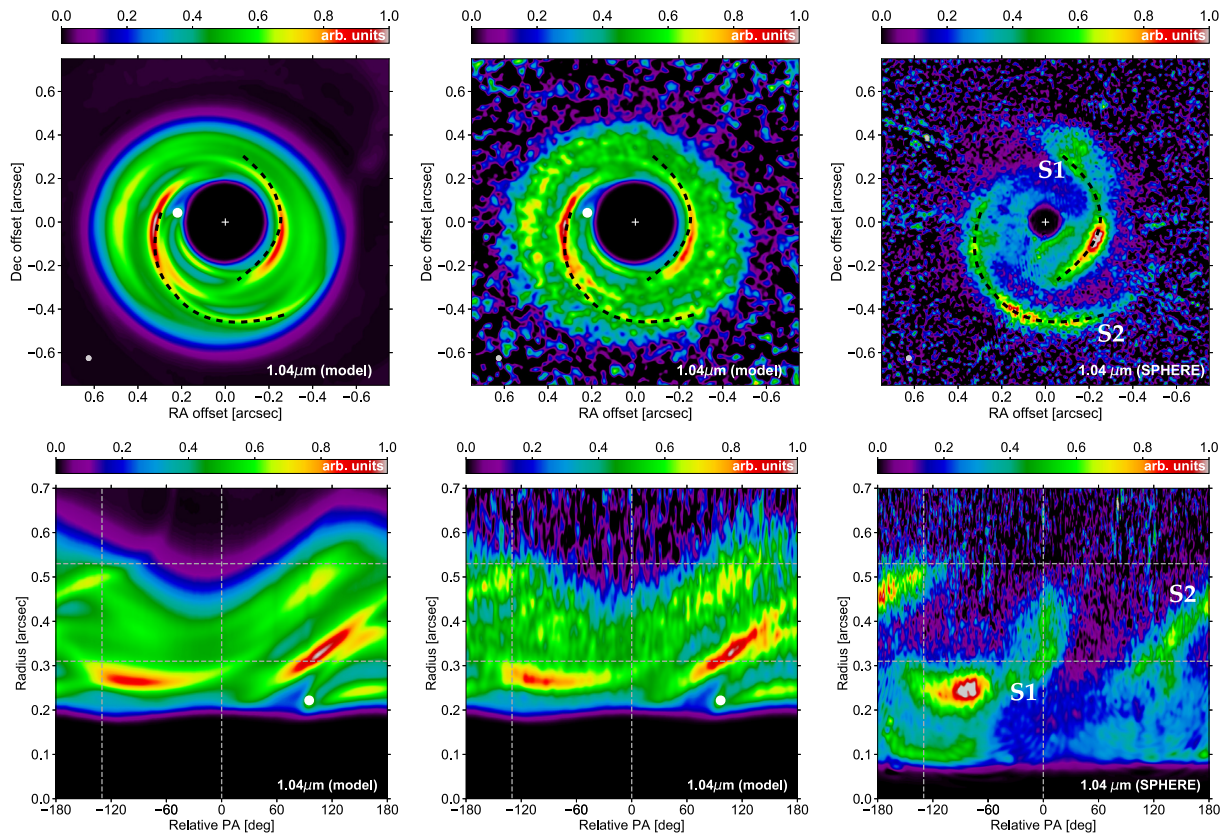 0.0 0.2 0.4 0.6 0.8 1.0
arb. units
0.6
0.4
0.2
0.0
−0.2
−0.4
−0.6
Dec offset [arcsec]
1.04μm (model)
0.6 0.4 0.2 0.0 −0.2 −0.4 −0.6
RA offset [arcsec]
0.0 0.2 0.4 0.6 0.8 1.0
arb. units
0.6
0.4
0.2
0.0
−0.2
−0.4
−0.6
Dec offset [arcsec]
1.04μm (model)
0.6 0.4 0.2 0.0 −0.2 −0.4 −0.6
RA offset [arcsec]
0.0 0.2 0.4 0.6 0.8 1.0
arb. units
0.6
0.4
0.2
0.0
−0.2
−0.4
−0.6
Dec offset [arcsec]
S1
S2
1.04 μm (SPHERE)
0.6 0.4 0.2 0.0 −0.2 −0.4 −0.6
RA offset [arcsec]
0.0 0.2 0.4 0.6 0.8 1.0
arb. units
0.7
0.6
0.5
0.4
0.3
0.2
0.1
0.0
Radius [arcsec]
1.04μm (model)
−180 −120 −60 0 60 120 180
Relative PA [deg]
0.0 0.2 0.4 0.6 0.8 1.0
arb. units
0.7
0.6
0.5
0.4
0.3
0.2
0.1
0.0
Radius [arcsec]
1.04μm (model)
−180 −120 −60 0 60 120 180
Relative PA [deg]
0.0 0.2 0.4 0.6 0.8 1.0
arb. units
0.7
0.6
0.5
0.4
0.3
0.2
0.1
0.0
Radius [arcsec]
S2
S1
1.04 μm (SPHERE)
−180 −120 −60 0 60 120 180
Relative PA [deg]